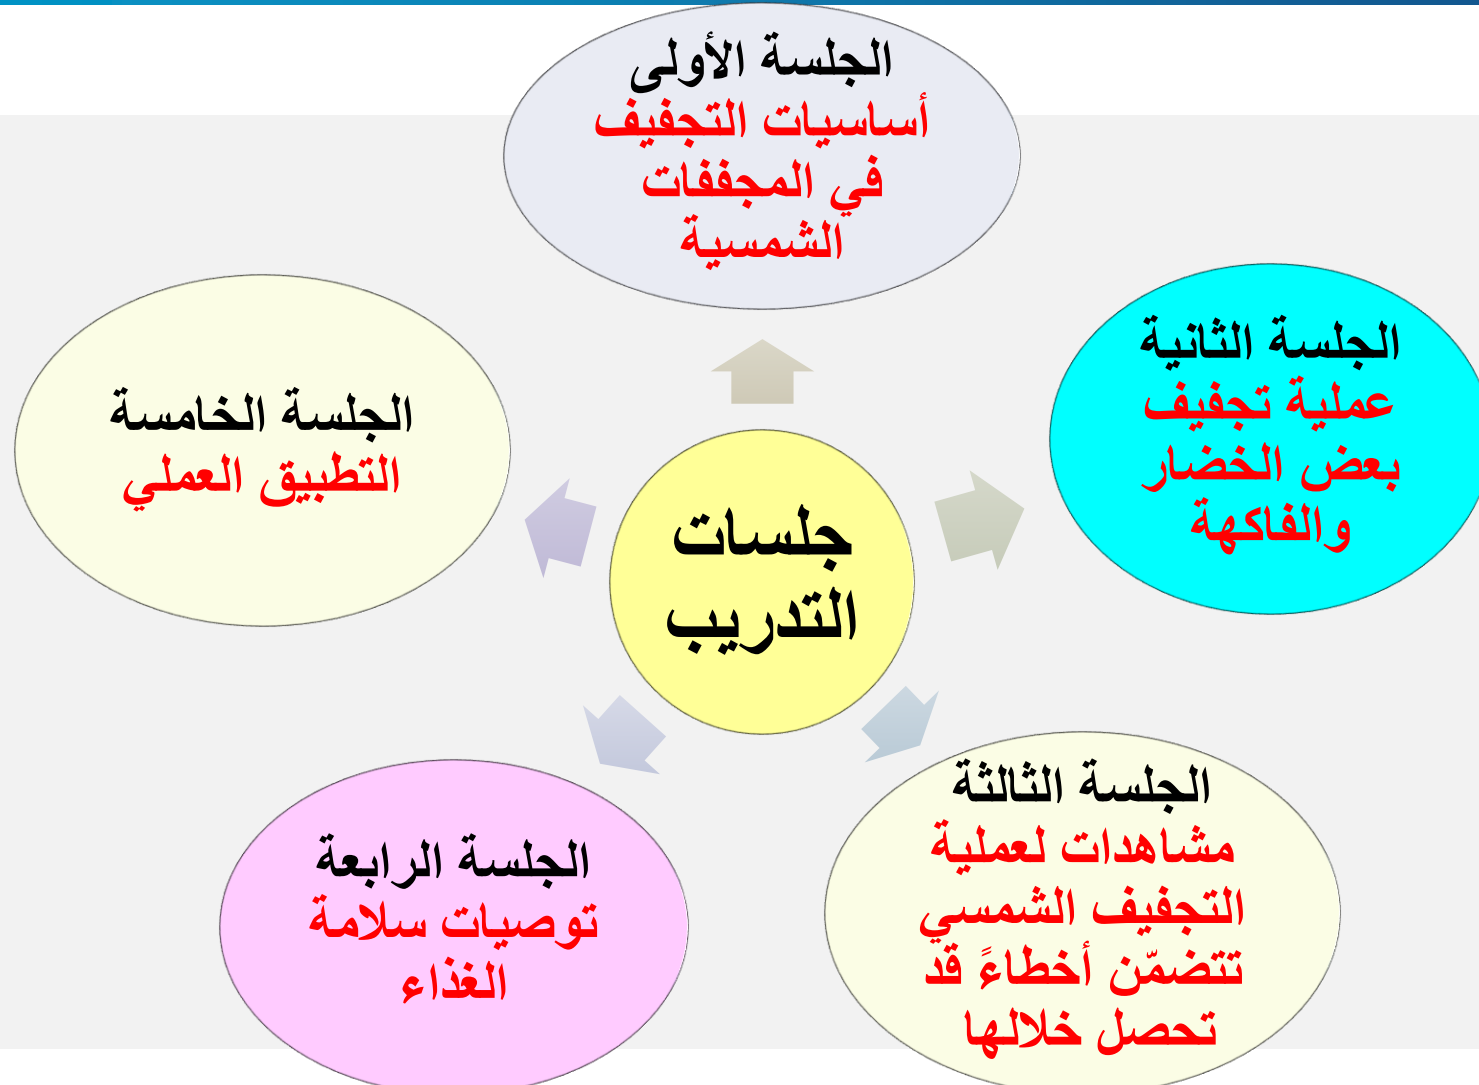 الجلسة الأولى
أساسيات التجفيف
في المجففات
الشمسية
الجلسة الثانية
عملية تجفيف
بعض الخضار
والفاكهة
الجلسة الثالثة
مشاهدات لعملية
التجفيف الشمسي
تتضمّن أخطاءً قد
تحصل خلالها
الجلسة الرابعة
توصيات سلامة
الغذاء
الجلسة الخامسة
التطبيق العملي
جلسات
التدريب